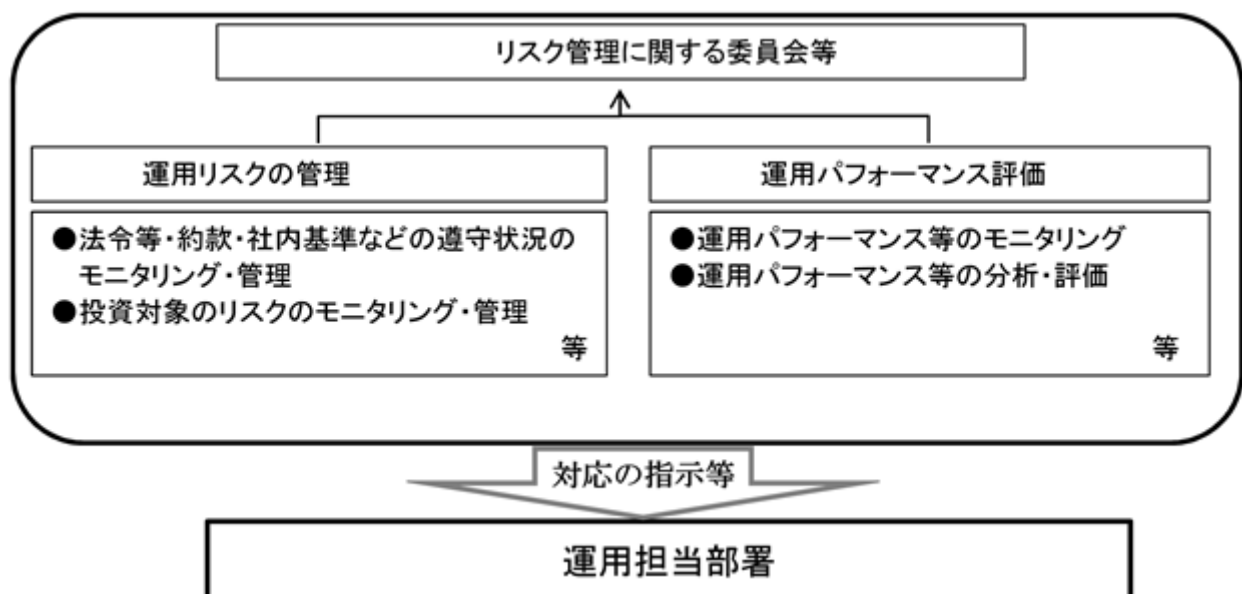 リスク管理に関する委員会等
運用リスクの管理
●法令等・約款・社内基準などの遵守状況の
モニタリング・管理
●投資対象のリスクのモニタリング・管理
等
運用パフォーマンス評価
●運用パフォーマンス等のモニタリング
●運用パフォーマンス等の分析・評価
等
対応の指示等
運用担当部署